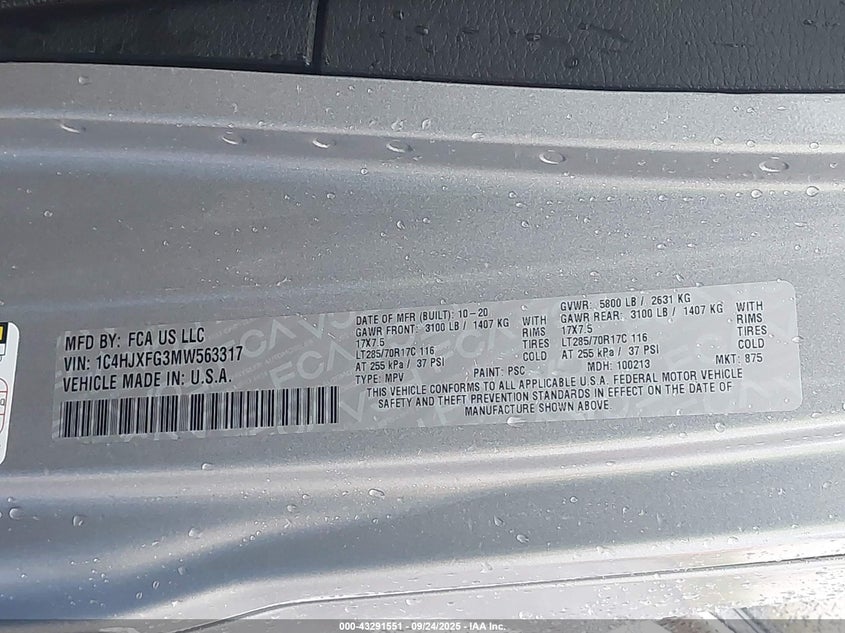 MFD BY: FCA US LLC
VIN: 1C4HJXFG3MW563317
VEHICLE MADE IN U.S.A.
DATE OF MFR (BUILT): 10-20
GAWR FRONT: 3100 LB / 1407 KG WITH
17X7.5 RIMS
LT285/70R17C 116 TIRES
AT 255 kPa / 37 PSI COLD
TYPE: MPV PAINT: PSC
GVWR: 5800 LB / 2631 KG
GAWR REAR: 3100 LB / 1407 KG WITH
17X7.5 RIMS
LT285/70R17C 116 TIRES
AT 255 kPa / 37 PSI COLD
MDH: 100213 MKT: 875
THIS VEHICLE CONFORMS TO ALL APPLICABLE U.S.A. FEDERAL MOTOR VEHICLE
SAFETY AND THEFT PREVENTION STANDARDS IN EFFECT ON THE DATE OF
MANUFACTURE SHOWN ABOVE.
000-43291551 - 09/24/2025 - IAA Inc.